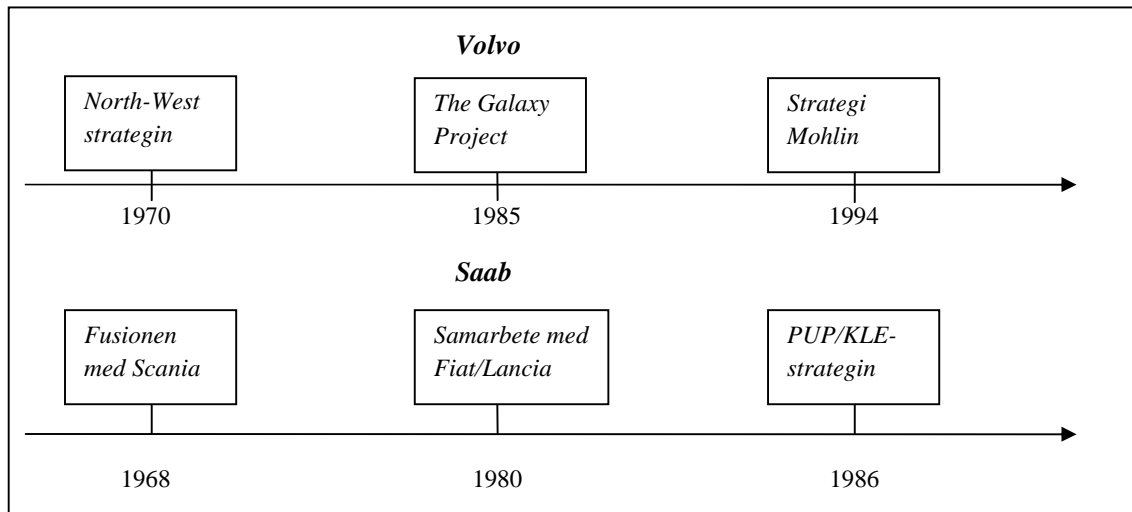 Volvo
North-West
strategin
The Galaxy
Project
Strategi
Mohlin
1970
1985
1994
Saab
Fusionen
med Scania
Samarbete med
Fiat/Lancia
PUP/KLE-
strategin
1968
1980
1986